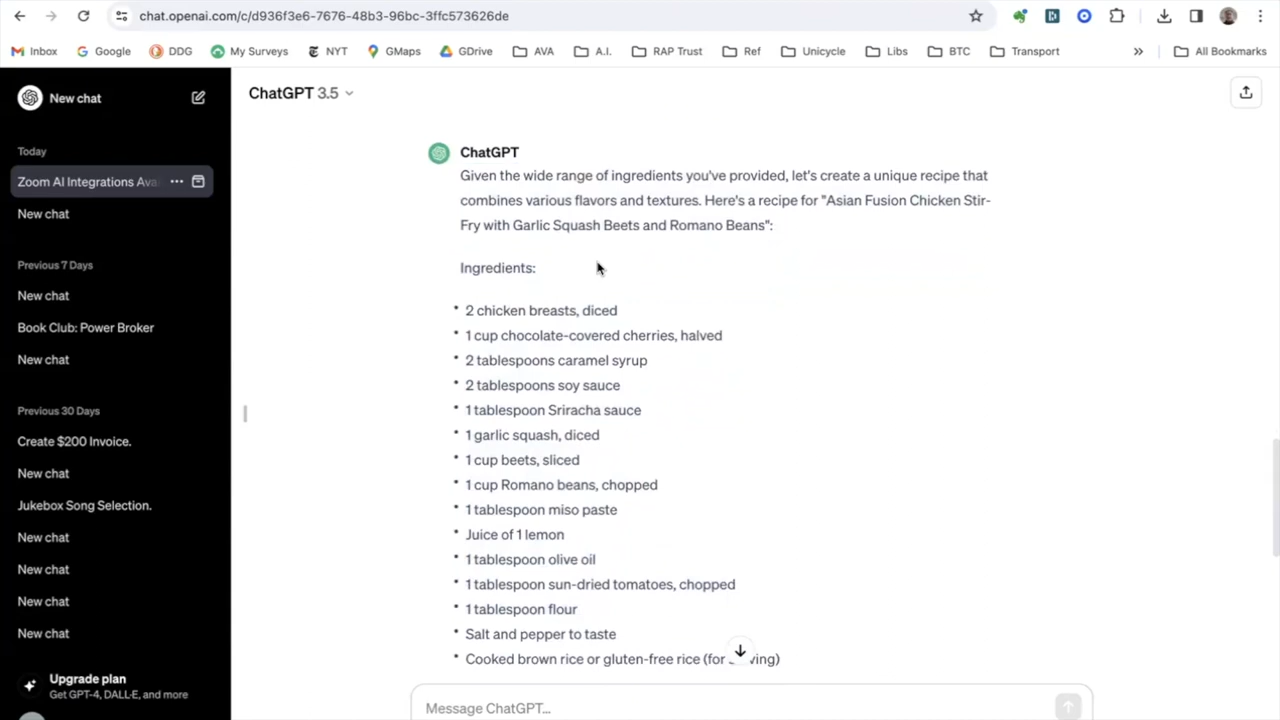 chat.openai.com/c/d936f3e6-7676-48b3-96bc-3ffc573626de
Inbox
Google
DDG
My Surveys
NYT
GMaps
GDrive
AVA
A.I.
RAP Trust
Ref
Unicycle
Libs
BTC
Transport
»
All Bookmarks
New chat
Today
Zoom AI Integrations Ava
New chat
Previous 7 Days
New chat
Book Club: Power Broker
New chat
Previous 30 Days
Create $200 Invoice.
New chat
Jukebox Song Selection.
New chat
New chat
New chat
New chat
Upgrade plan
Get GPT-4, DALL·E, and more
ChatGPT 3.5
ChatGPT
Given the wide range of ingredients you've provided, let's create a unique recipe that
combines various flavors and textures. Here's a recipe for "Asian Fusion Chicken Stir-
Fry with Garlic Squash Beets and Romano Beans":
Ingredients:
• 2 chicken breasts, diced
• 1 cup chocolate-covered cherries, halved
• 2 tablespoons caramel syrup
• 2 tablespoons soy sauce
• 1 tablespoon Sriracha sauce
• 1 garlic squash, diced
• 1 cup beets, sliced
• 1 cup Romano beans, chopped
• 1 tablespoon miso paste
• Juice of 1 lemon
• 1 tablespoon olive oil
• 1 tablespoon sun-dried tomatoes, chopped
• 1 tablespoon flour
• Salt and pepper to taste
• Cooked brown rice or gluten-free rice (for ving)
Message ChatGPT...